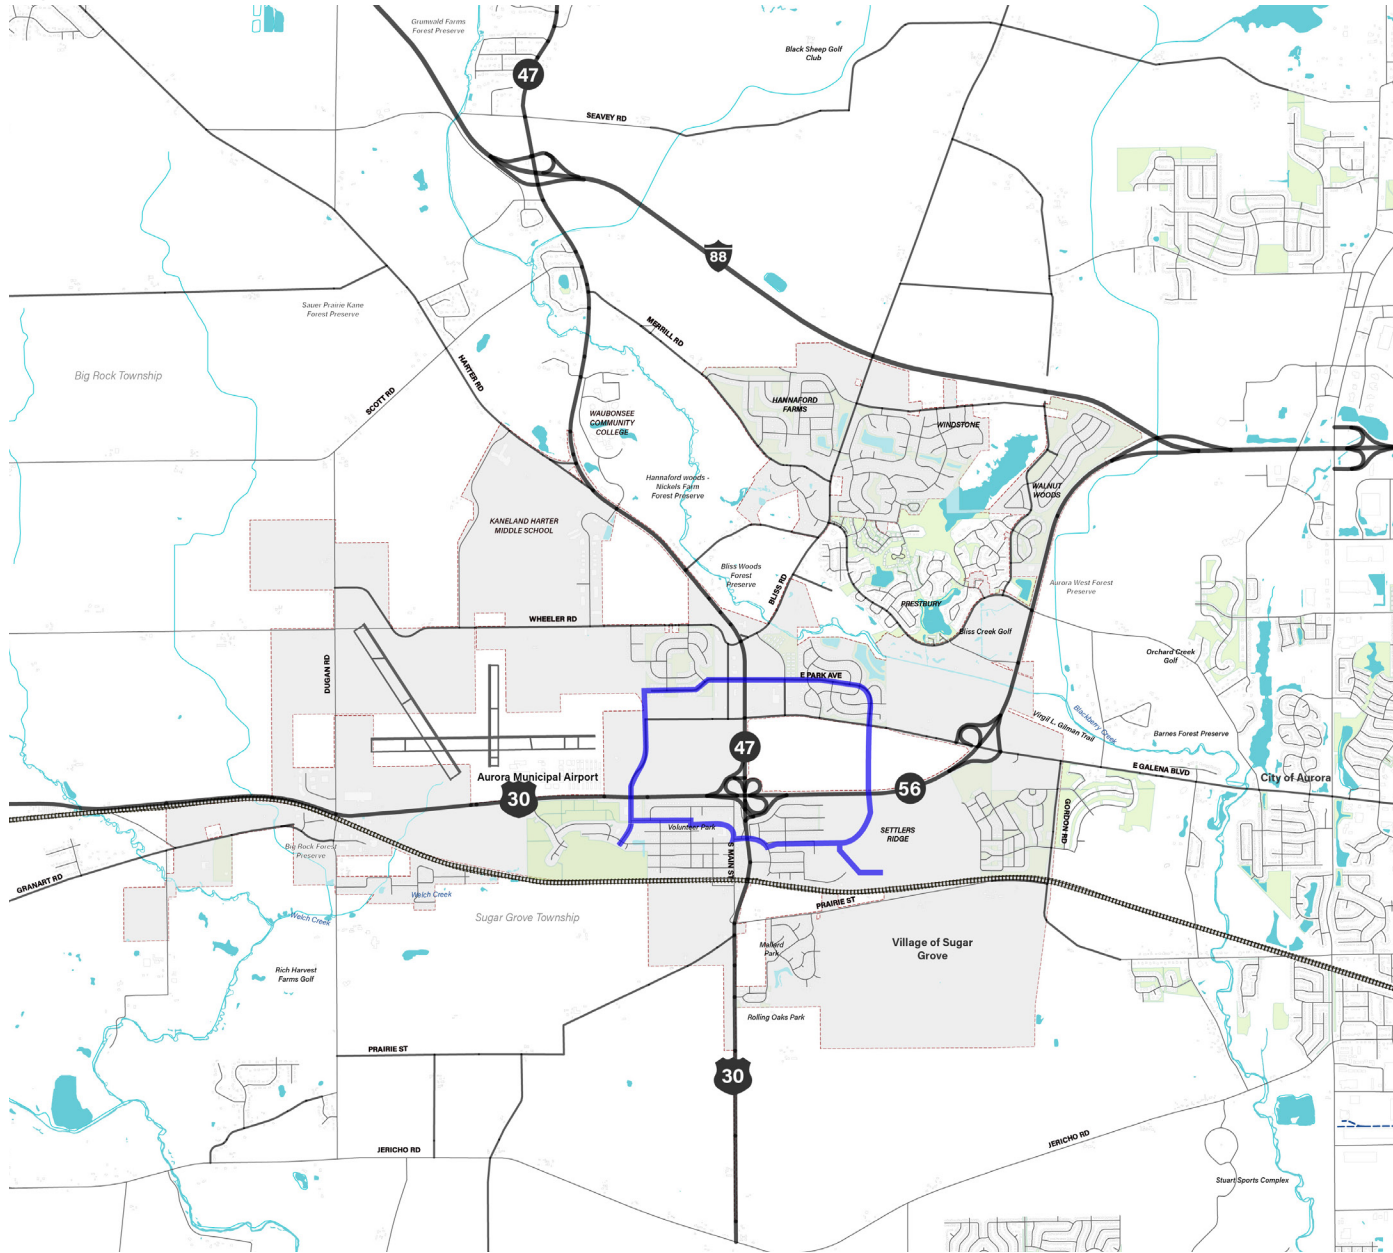 Grunwald Farms
Forest Preserve
47
Black Sheep Golf
Club
SEAVEY RD
88
Sauer Prairie Kane
Forest Preserve
MERRILL RD
Big Rock Township
HARTER RD
SCOTT RD
HANNAFORD
FARMS
WAUBONSEE
COMMUNITY
COLLEGE
WINDSTONE
Hannaford woods -
Nickels Farm
Forest Preserve
WALNUT
WOODS
KANELAND HARTER
MIDDLE SCHOOL
Bliss Woods
Forest
Preserve
BLISS RD
Aurora West Forest
Preserve
PRESTBURY
WHEELER RD
Bliss Creek Golf
Orchard Creek
Golf
DUGAN RD
E PARK AVE
Blackberry Creek
Virgil L. Gilman Trail
Barnes Forest Preserve
47
E GALENA BLVD
Aurora Municipal Airport
City of Aurora
30
56
GORDON RD
Volunteer Park
SETTLERS
RIDGE
Big Rock Forest
Preserve
S MAIN ST
GRANART RD
Welch Creek
Welch Creek
PRAIRIE ST
Sugar Grove Township
Mallard
Park
Village of Sugar
Grove
Rich Harvest
Farms Golf
Rolling Oaks Park
PRAIRIE ST
30
JERICHO RD
JERICHO RD
Stuart Sports Complex